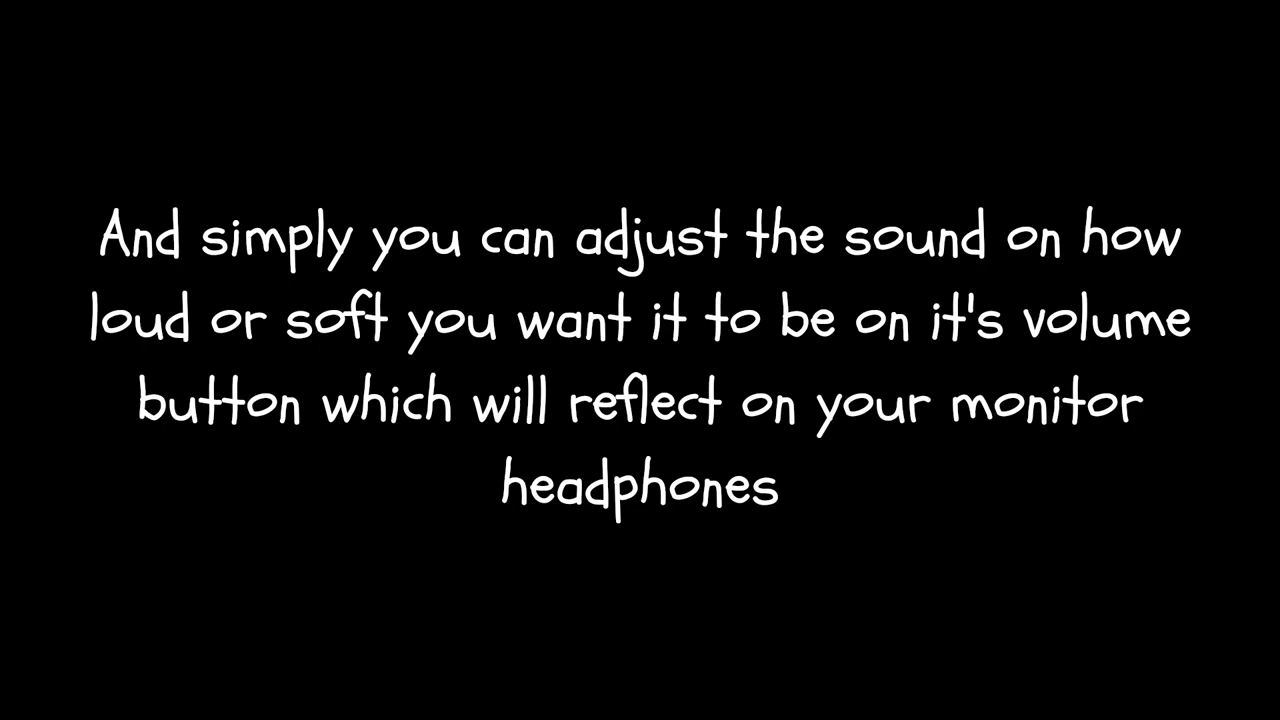 And simply you can adjust the sound on how
loud or soft you want it to be on it's volume
button which will reflect on your monitor
headphones